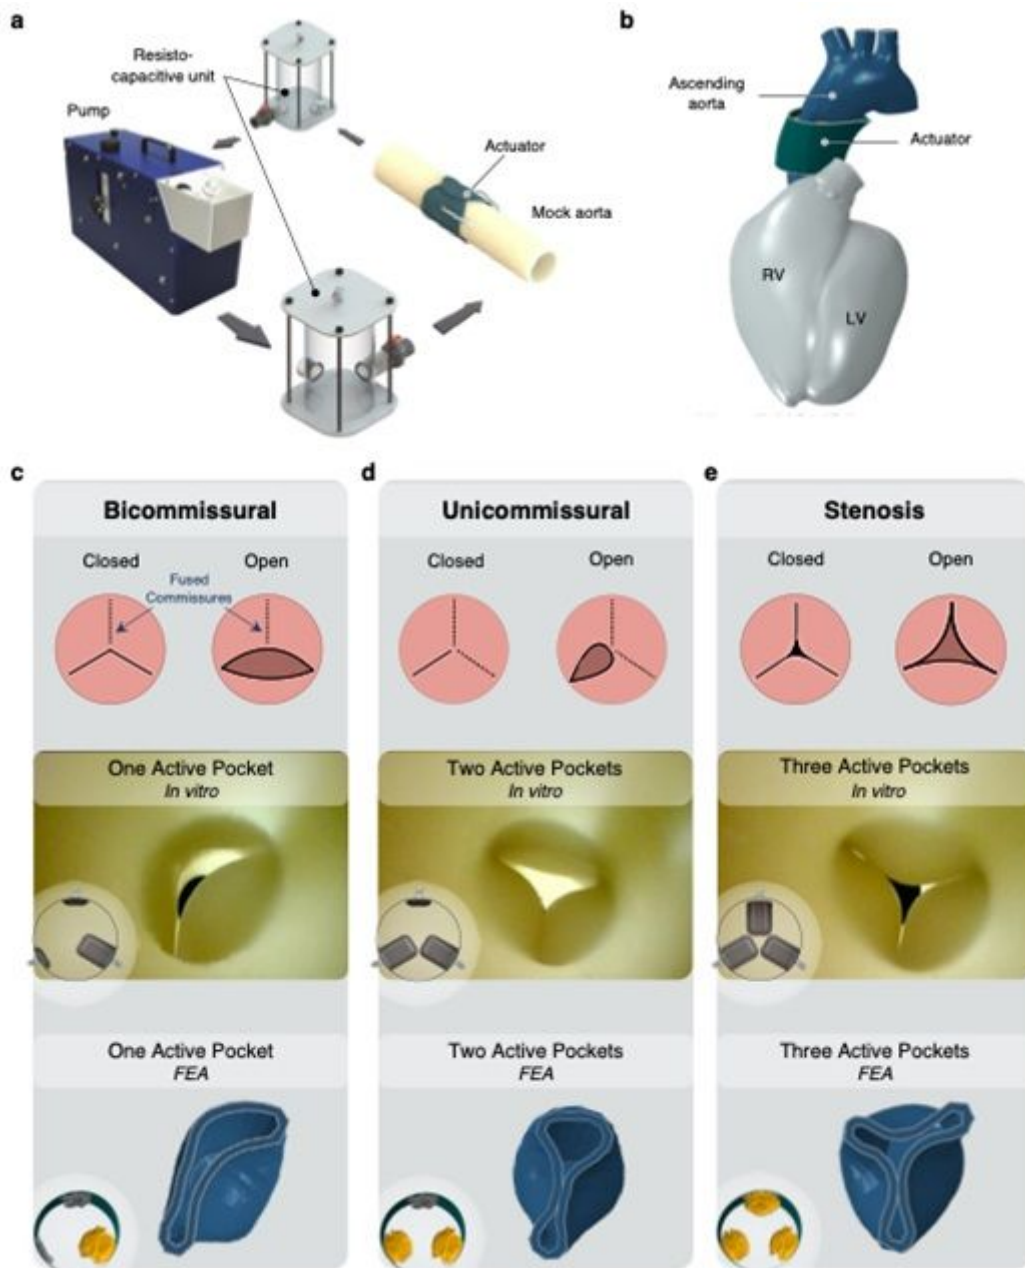 a
Resisto-
capacitive unit
Pump
Actuator
Mock aorta
b
Ascending
aorta
Actuator
RV
LV
c
Bicommissural
Closed
Open
Fused
Commissures
One Active Pocket
In vitro
One Active Pocket
FEA
d
Unicommissural
Closed
Open
Two Active Pockets
In vitro
Two Active Pockets
FEA
e
Stenosis
Closed
Open
Three Active Pockets
In vitro
Three Active Pockets
FEA